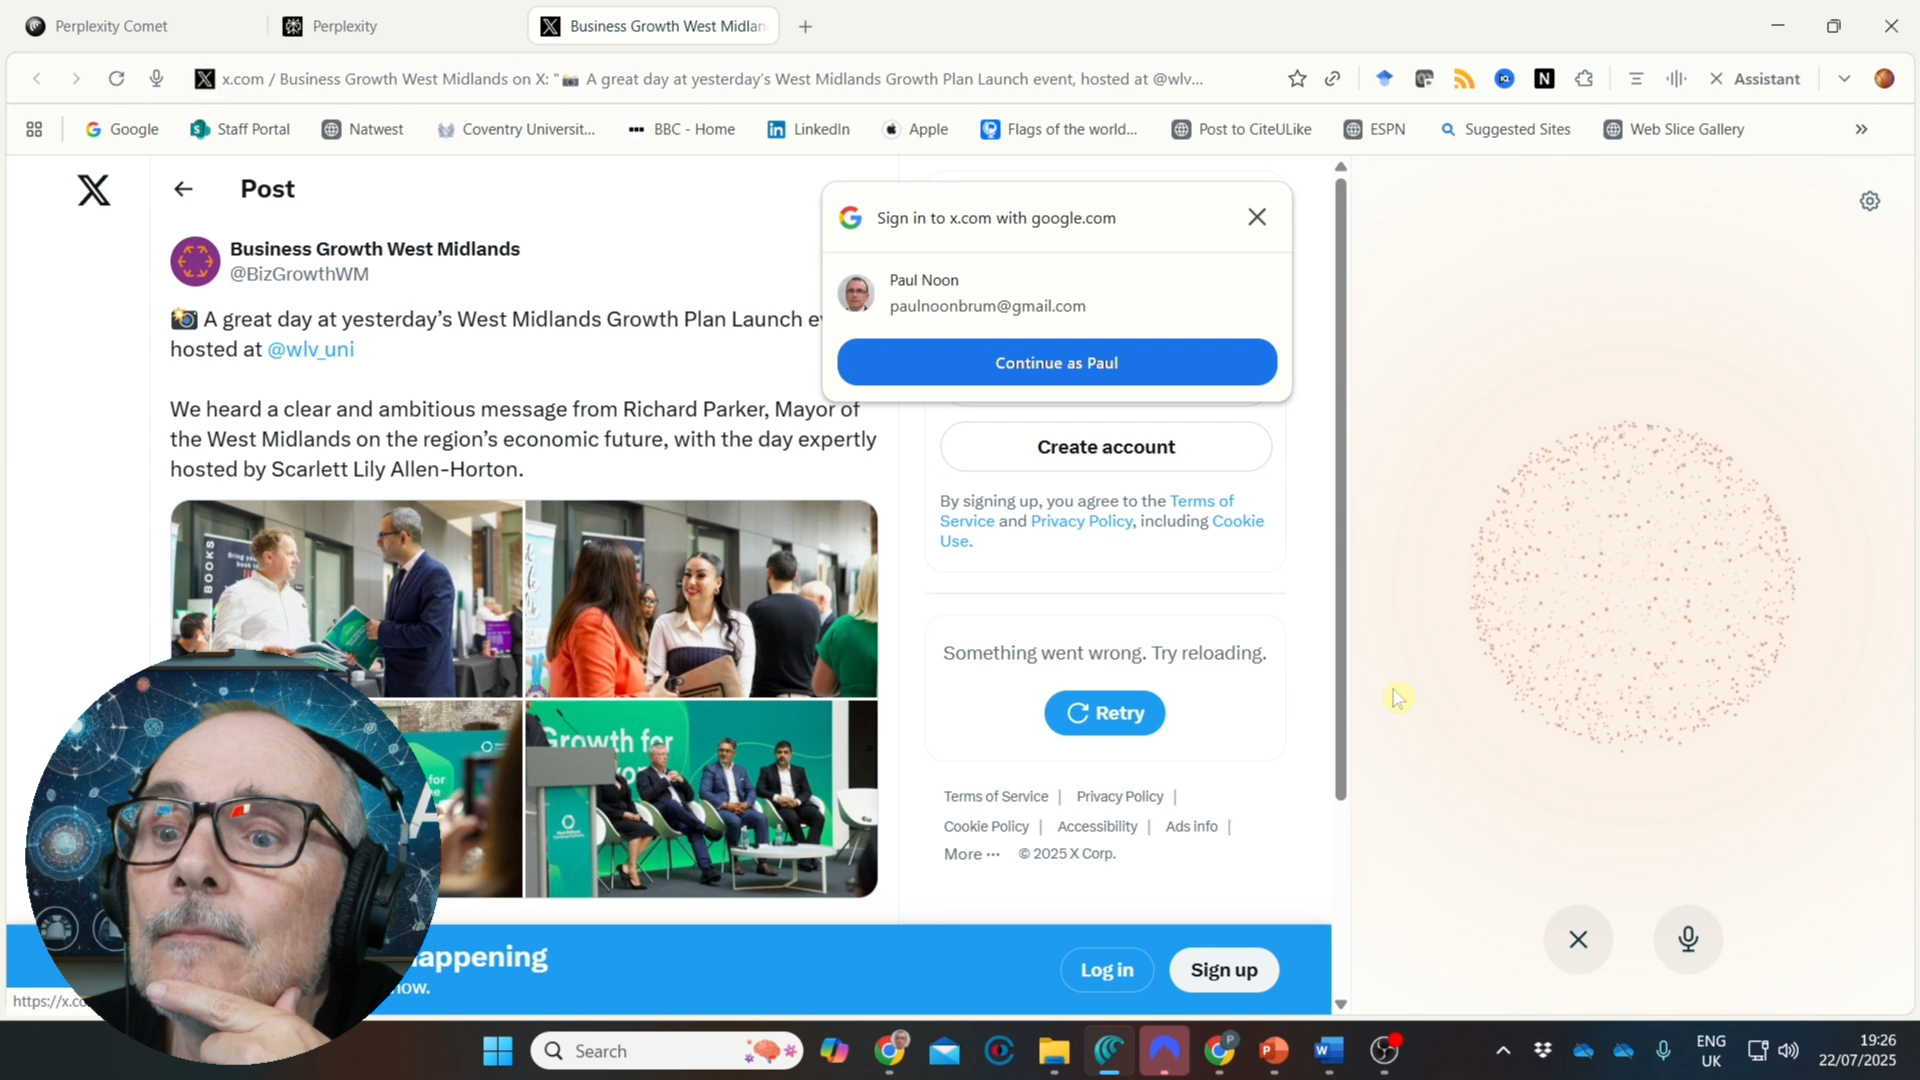 Perplexity Comet
Perplexity
Business Growth West Midlan
x.com / Business Growth West Midlands on X: "📸 A great day at yesterday's West Midlands Growth Plan Launch event, hosted at @wlv...
Assistant
Google
Staff Portal
Natwest
Coventry Universit...
BBC - Home
LinkedIn
Apple
Flags of the world...
Post to CiteULike
ESPN
Suggested Sites
Web Slice Gallery
Post
Business Growth West Midlands
@BizGrowthWM
📸 A great day at yesterday's West Midlands Growth Plan Launch ev
hosted at @wlv_uni
We heard a clear and ambitious message from Richard Parker, Mayor of
the West Midlands on the region's economic future, with the day expertly
hosted by Scarlett Lily Allen-Horton.
BOOKS
Growth for
for
Sign in to x.com with google.com
Paul Noon
paulnoonbrum@gmail.com
Continue as Paul
Create account
By signing up, you agree to the Terms of
Service and Privacy Policy, including Cookie
Use.
Something went wrong. Try reloading.
Retry
Terms of Service |
Privacy Policy |
Cookie Policy |
Accessibility |
Ads info |
More ···
© 2025 X Corp.
appening
now.
Log in
Sign up
https://x.co
Search
ENG
UK
19:26
22/07/2025